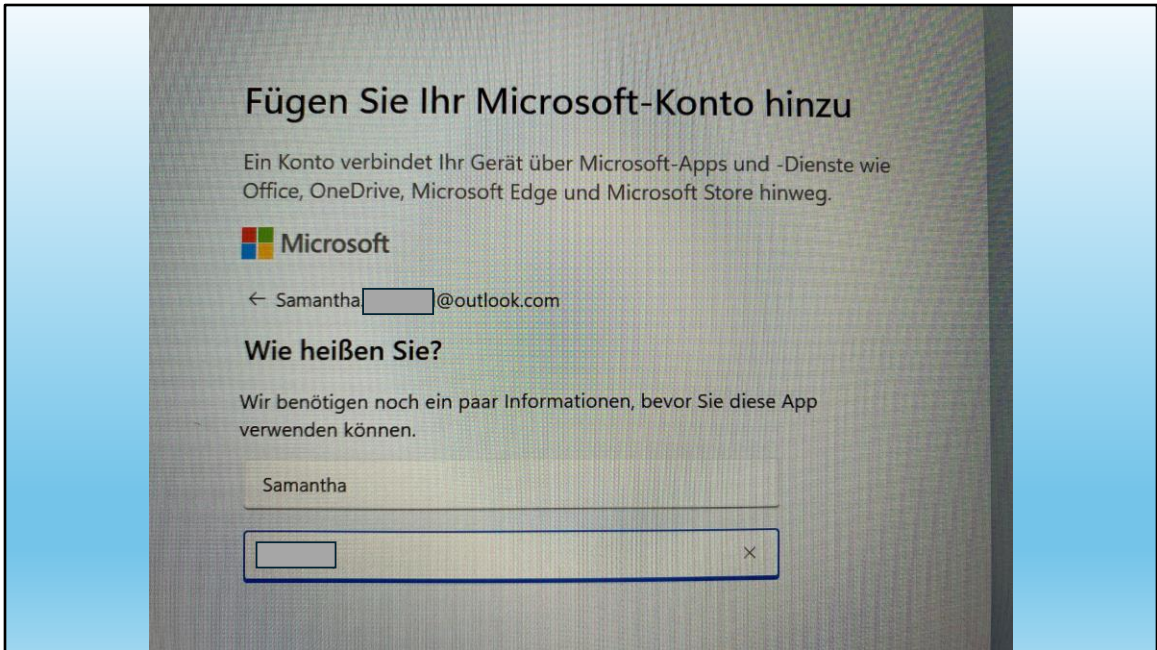 Fügen Sie Ihr Microsoft-Konto hinzu
Ein Konto verbindet Ihr Gerät über Microsoft-Apps und -Dienste wie
Office, OneDrive, Microsoft Edge und Microsoft Store hinweg.
Microsoft
← Samantha. @outlook.com
Wie heißen Sie?
Wir benötigen noch ein paar Informationen, bevor Sie diese App
verwenden können.
Samantha